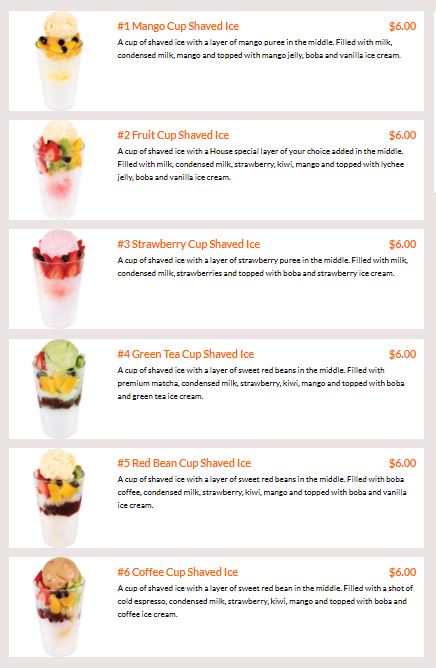 #1 Mango Cup Shaved Ice $6.00
A cup of shaved ice with a layer of mango puree in the middle. Filled with milk,
condensed milk, mango and topped with mango jelly, boba and vanilla ice cream.
#2 Fruit Cup Shaved Ice $6.00
A cup of shaved ice with a House special layer of your choice added in the middle.
Filled with milk, condensed milk, strawberry, kiwi, mango and topped with lychee
jelly, boba and vanilla ice cream.
#3 Strawberry Cup Shaved Ice $6.00
A cup of shaved ice with a layer of strawberry puree in the middle. Filled with milk,
condensed milk, strawberries and topped with boba and strawberry ice cream.
#4 Green Tea Cup Shaved Ice $6.00
A cup of shaved ice with a layer of sweet red beans in the middle. Filled with
premium matcha, condensed milk, strawberry, kiwi, mango and topped with boba
and green tea ice cream.
#5 Red Bean Cup Shaved Ice $6.00
A cup of shaved ice with a layer of sweet red beans in the middle. Filled with boba
coffee, condensed milk, strawberry, kiwi, mango and topped with boba and vanilla
ice cream.
#6 Coffee Cup Shaved Ice $6.00
A cup of shaved ice with a layer of sweet red bean in the middle. Filled with a shot of
cold espresso, condensed milk, strawberry, kiwi, mango and topped with boba and
coffee ice cream.